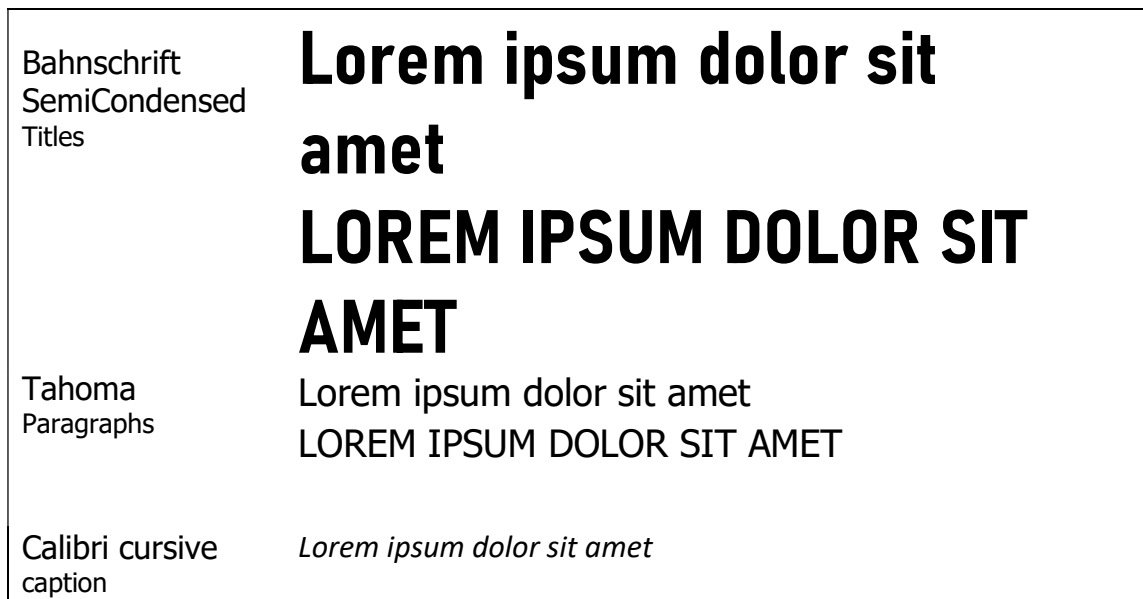 Bahnschrift
SemiCondensed
Titles
Lorem ipsum dolor sit
amet
LOREM IPSUM DOLOR SIT
AMET
Tahoma
Paragraphs
Lorem ipsum dolor sit amet
LOREM IPSUM DOLOR SIT AMET
Calibri cursive
caption
Lorem ipsum dolor sit amet